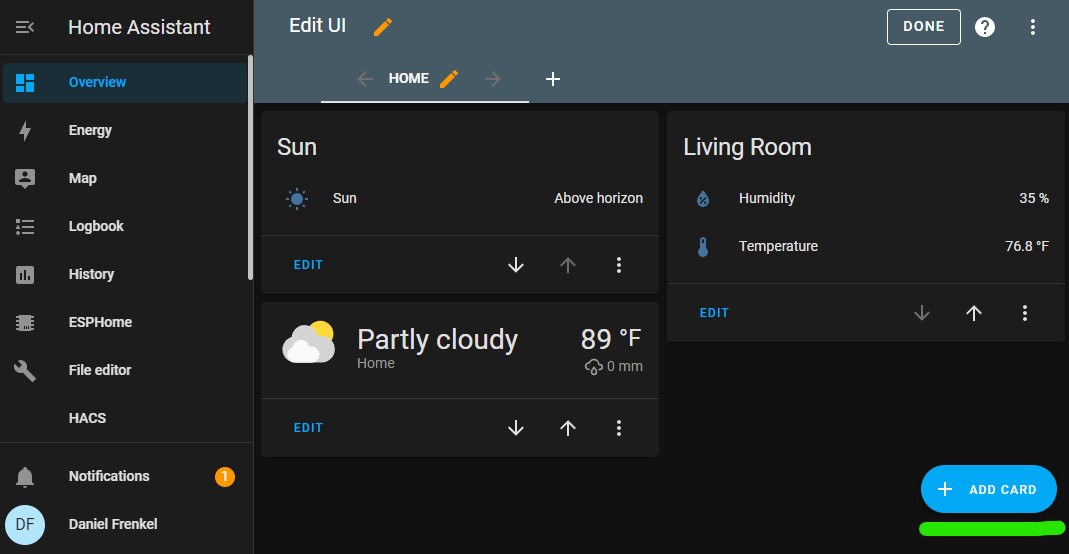 Home Assistant
Overview
Energy
Map
Logbook
History
ESPHome
File editor
HACS
Notifications 1
DF Daniel Frenkel
Edit UI
DONE
HOME
Sun
Sun Above horizon
EDIT
Partly cloudy 89 °F
Home 0 mm
EDIT
Living Room
Humidity 35 %
Temperature 76.8 °F
EDIT
ADD CARD